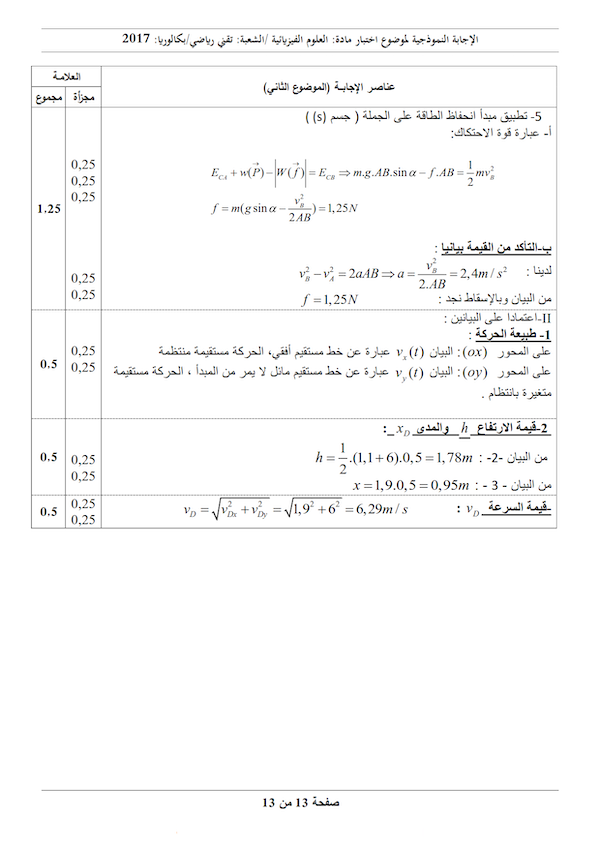 الإجابة النموذجية لموضوع اختبار مادة: العلوم الفيزيائية /الشعبة: تقني رياضي/بكالوريا: 2017
العلامة
عناصر الإجابة (الموضوع الثاني)
مجزأة مجموع
5- تطبيق مبدأ انحفاظ الطاقة على الجملة ( جسم (s) )
أ- عبارة قوة الاحتكاك:
0,25
E_{CA} + w(\vec{P}) - |W(\vec{f})| = E_{CB} ⇒ m.g.AB.sin α - f.AB = \frac{1}{2} mv_B^2
0,25
0,25
f = m(g sin α - \frac{v_B^2}{2AB}) = 1,25N
1.25
ب-التأكد من القيمة بيانيا :
لدينا : v_B^2 - v_A^2 = 2aAB ⇒ a = \frac{v_B^2}{2.AB} = 2,4m / s^2
0,25
من البيان وبالإسقاط نجد : f = 1,25N
0,25
II-اعتمادا على البيانين :
1- طبيعة الحركة :
على المحور (ox): البيان v_x(t) عبارة عن خط مستقيم أفقي، الحركة مستقيمة منتظمة
0,25
على المحور (oy): البيان v_y(t) عبارة عن خط مستقيم مائل لا يمر من المبدأ ، الحركة مستقيمة
0,25
0.5
متغيرة بانتظام .
2-قيمة الارتفاع h والمدى x_D :
من البيان -2- : h = \frac{1}{2}.(1,1+6).0,5 = 1,78m
0,25
0.5
من البيان - 3 - : x = 1,9.0,5 = 0,95m
0,25
-قيمة السرعة v_D : v_D = \sqrt{v_{Dx}^2 + v_{Dy}^2} = \sqrt{1,9^2 + 6^2} = 6,29m / s
0,25
0,25
0.5
صفحة 13 من 13